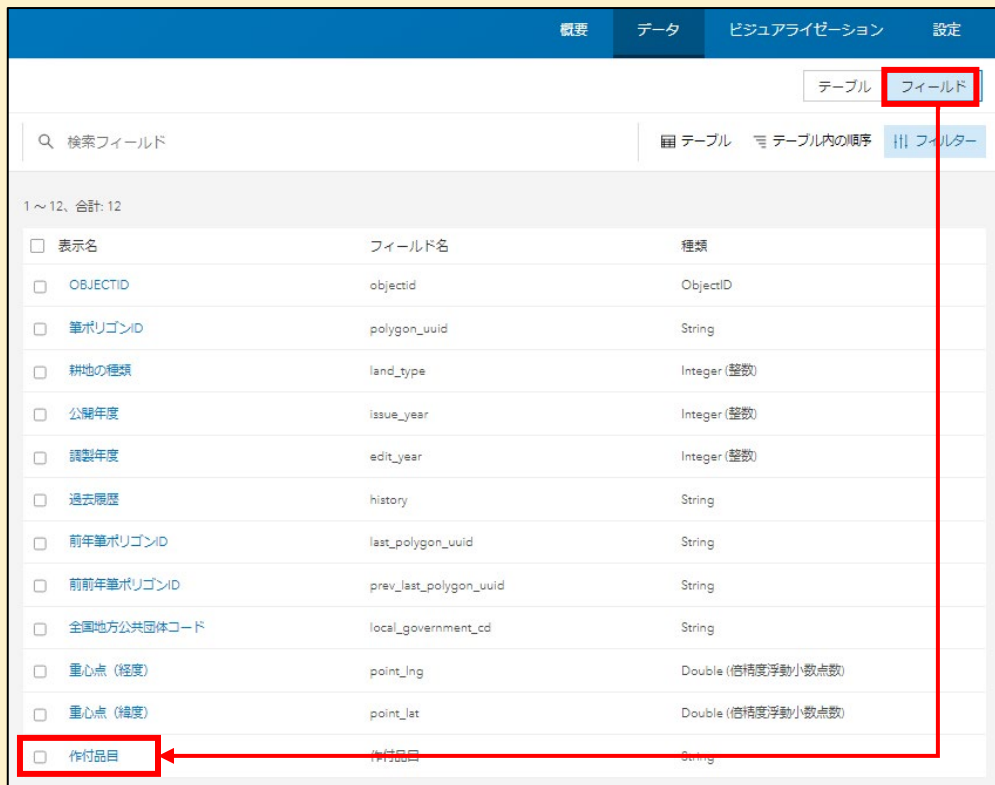 概要 データ ビジュアライゼーション 設定
テーブル フィールド
検索フィールド テーブル テーブル内の順序 フィルター
1～12、合計: 12
表示名 フィールド名 種類
OBJECTID objectid ObjectID
筆ポリゴンID polygon_uuid String
耕地の種類 land_type Integer (整数)
公開年度 issue_year Integer (整数)
調製年度 edit_year Integer (整数)
過去履歴 history String
前年筆ポリゴンID last_polygon_uuid String
前前年筆ポリゴンID prev_last_polygon_uuid String
全国地方公共団体コード local_government_cd String
重心点（経度） point_lng Double (倍精度浮動小数点数)
重心点（緯度） point_lat Double (倍精度浮動小数点数)
作付品目 作付品目 String